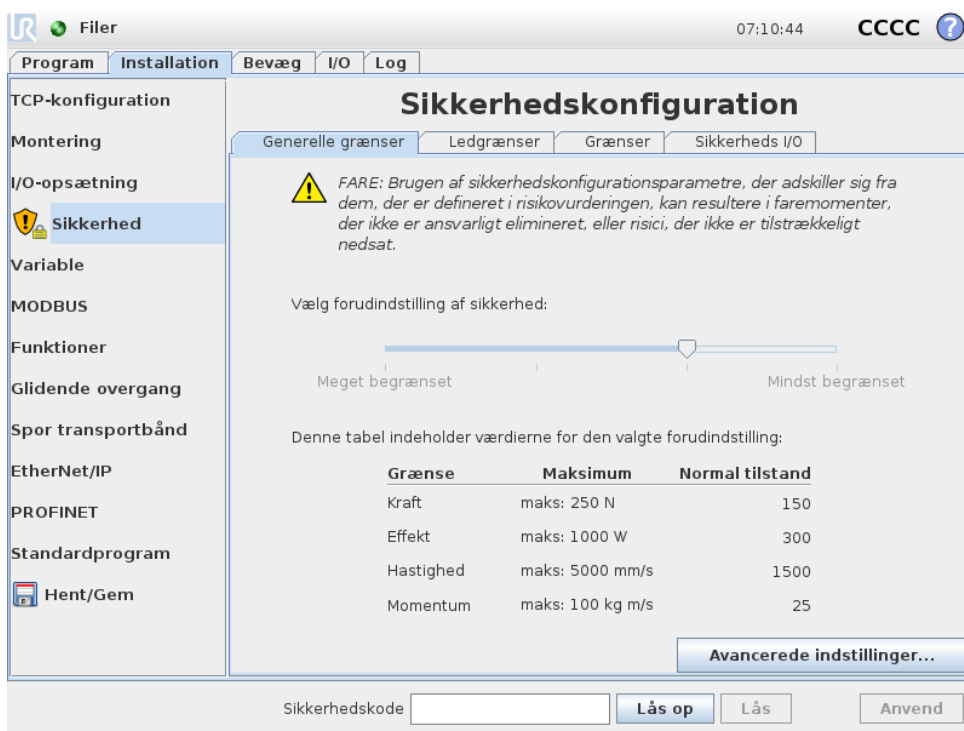 UR Filer 07:10:44 CCCC ?
Program Installation Bevæg I/O Log
TCP-konfiguration
Montering
I/O-opsætning
Sikkerhed
Variable
MODBUS
Funktioner
Glidende overgang
Spor transportbånd
EtherNet/IP
PROFINET
Standardprogram
Hent/Gem
Sikkerhedskonfiguration
Generelle grænser Ledgrænser Grænser Sikkerheds I/O
FARE: Brugen af sikkerhedskonfigurationsparametre, der adskiller sig fra
dem, der er defineret i risikovurderingen, kan resultere i faremomenter,
der ikke er ansvarligt elimineret, eller risici, der ikke er tilstrækkeligt
nedsat.
Vælg forudindstilling af sikkerhed:
Meget begrænset Mindst begrænset
Denne tabel indeholder værdierne for den valgte forudindstilling:
Grænse Maksimum Normal tilstand
Kraft maks: 250 N 150
Effekt maks: 1000 W 300
Hastighed maks: 5000 mm/s 1500
Momentum maks: 100 kg m/s 25
Avancerede indstillinger...
Sikkerhedskode Lås op Lås Anvend